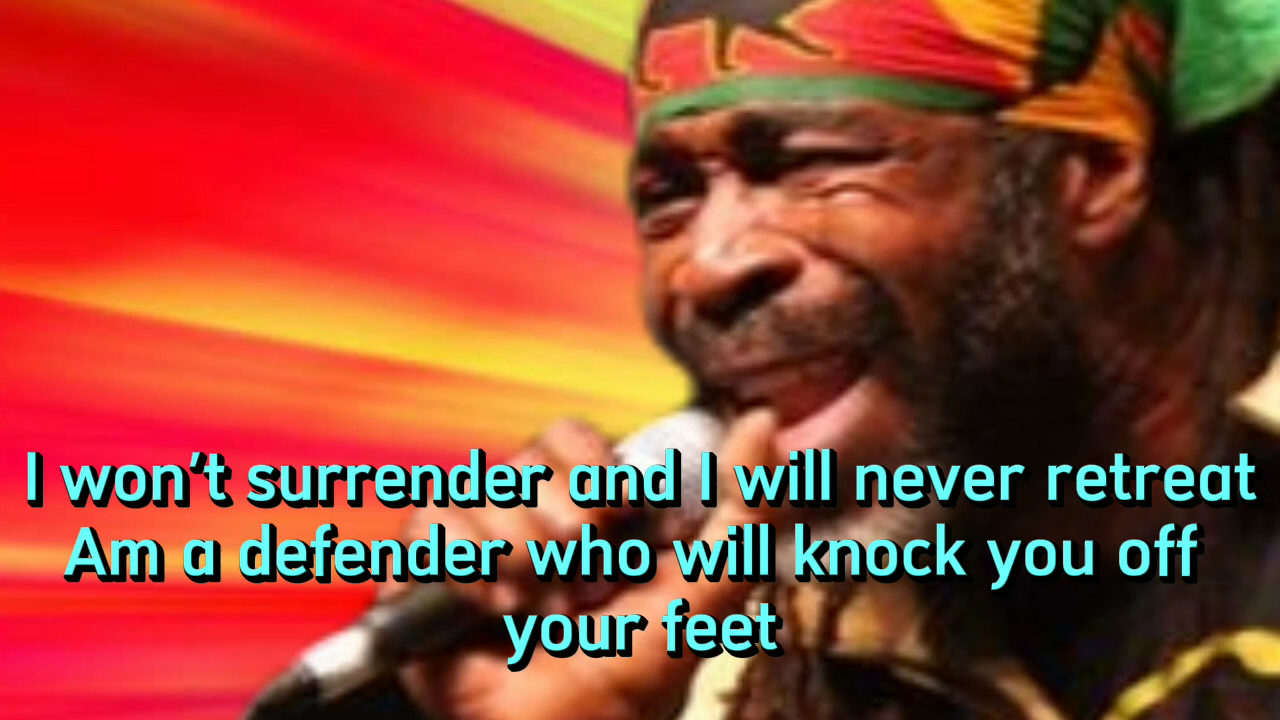 I won't surrender and I will never retreat
Am a defender who will knock you off
your feet